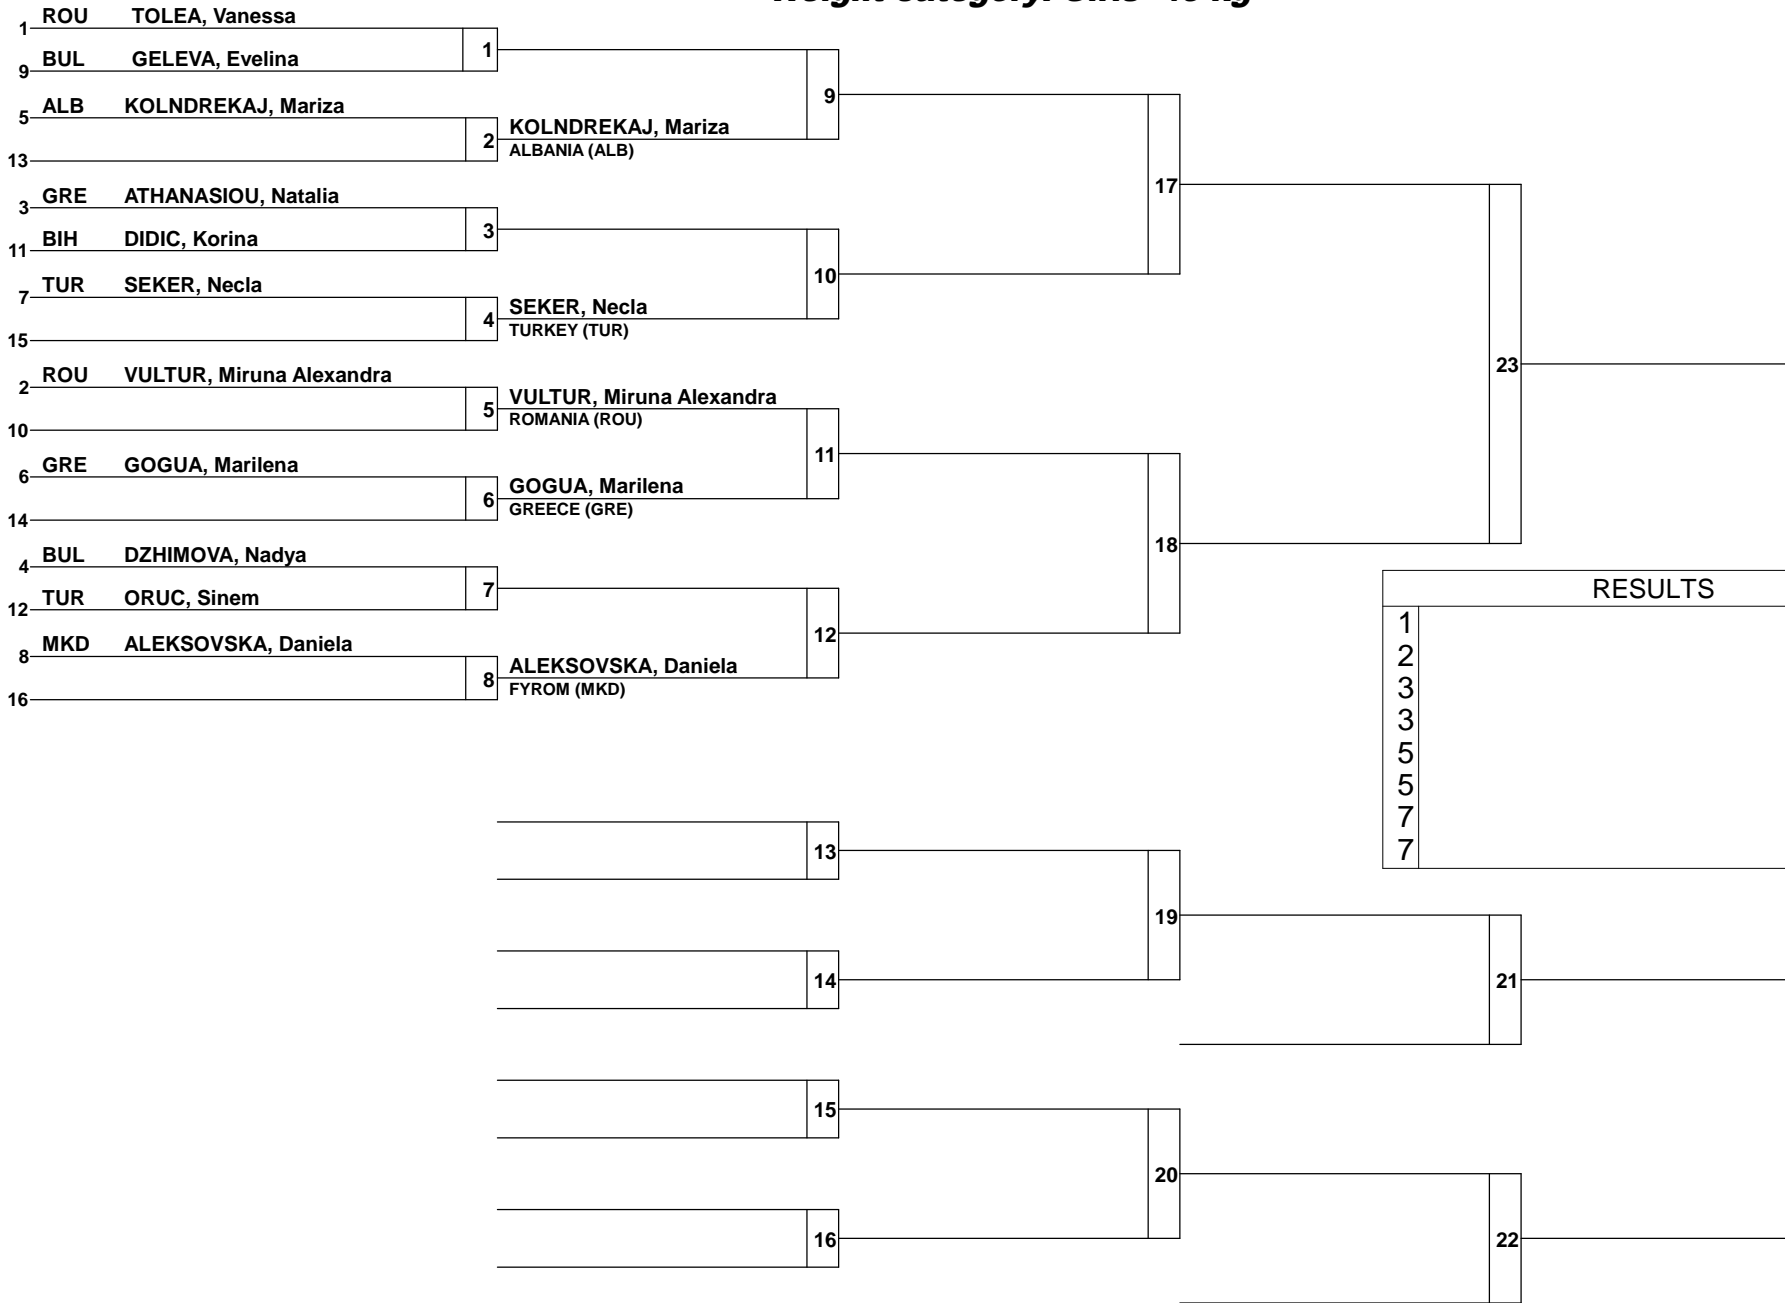 1 ROU TOLEA, Vanessa
9 BUL GELEVA, Evelina
1
5 ALB KOLNDREKAJ, Mariza
13
2 KOLNDREKAJ, Mariza
ALBANIA (ALB)
9
3 GRE ATHANASIOU, Natalia
11 BIH DIDIC, Korina
3
7 TUR SEKER, Necla
15
4 SEKER, Necla
TURKEY (TUR)
10
17
2 ROU VULTUR, Miruna Alexandra
10
5 VULTUR, Miruna Alexandra
ROMANIA (ROU)
6 GRE GOGUA, Marilena
14
6 GOGUA, Marilena
GREECE (GRE)
11
4 BUL DZHIMOVA, Nadya
12 TUR ORUC, Sinem
7
8 MKD ALEKSOVSKA, Daniela
16
8 ALEKSOVSKA, Daniela
FYROM (MKD)
12
18
23
RESULTS
1
2
3
3
5
5
7
7
13
14
19
21
15
16
20
22